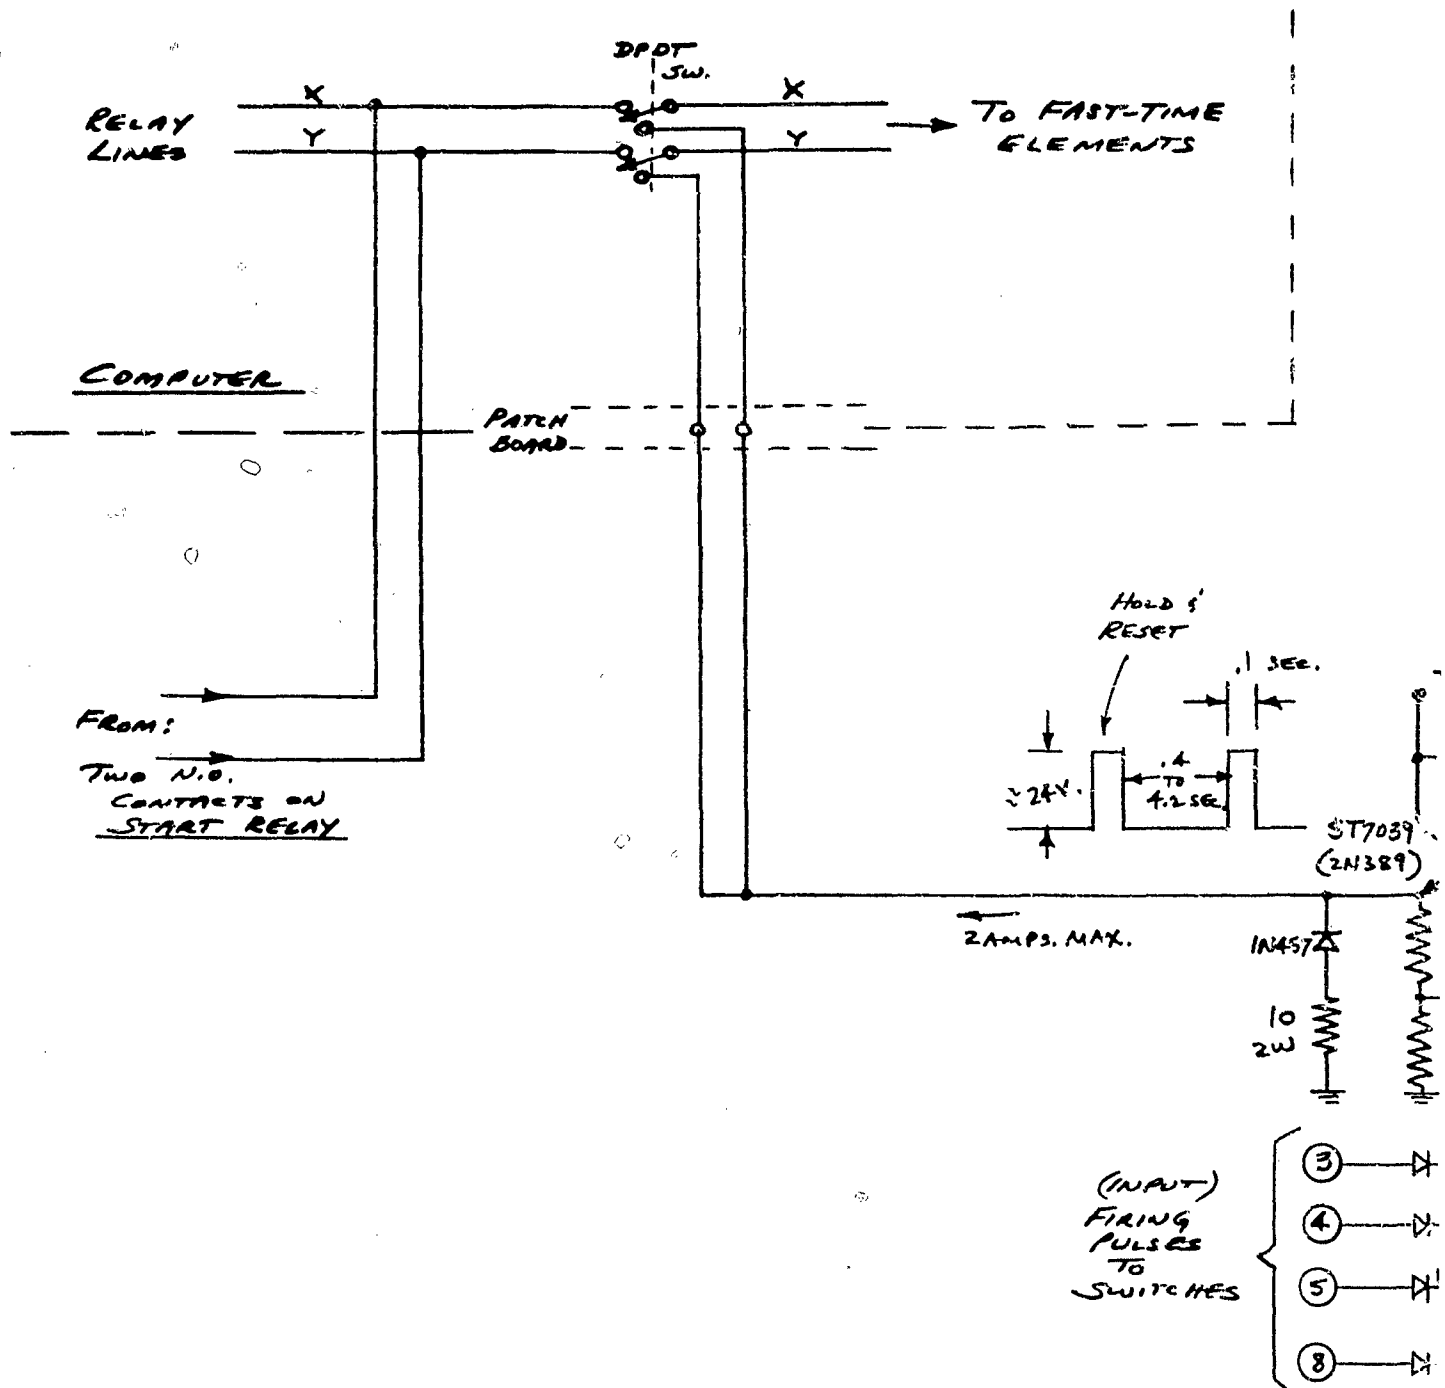 DPDT
SW.
X
X
RELAY
LINES
Y
Y
TO FAST-TIME
ELEMENTS
COMPUTER
PATCH
BOARD
HOLD &
RESET
.1 SEC.
FROM:
TWO N.O.
CONTACTS ON
START RELAY
≈ 24V.
.4
TO
4.2 SEC.
ST7039
(2N389)
2 AMPS. MAX.
1N457
10
2W
(INPUT)
FIRING
PULSES
TO
SWITCHES
3
4
5
8